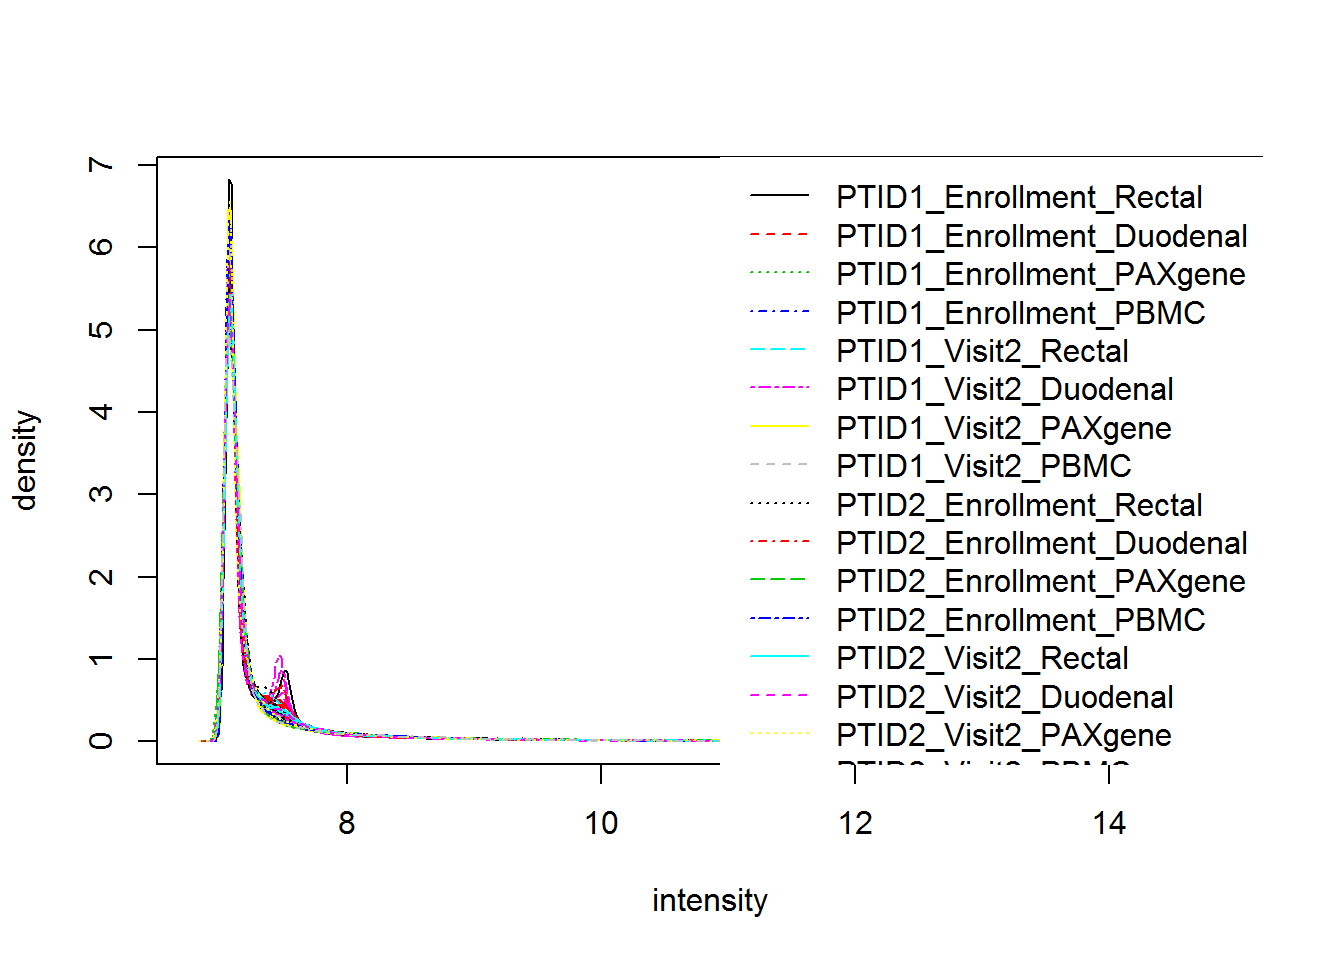 7
6
5
4
3
2
1
0
density
PTID1_Enrollment_Rectal
PTID1_Enrollment_Duodenal
PTID1_Enrollment_PAXgene
PTID1_Enrollment_PBMC
PTID1_Visit2_Rectal
PTID1_Visit2_Duodenal
PTID1_Visit2_PAXgene
PTID1_Visit2_PBMC
PTID2_Enrollment_Rectal
PTID2_Enrollment_Duodenal
PTID2_Enrollment_PAXgene
PTID2_Enrollment_PBMC
PTID2_Visit2_Rectal
PTID2_Visit2_Duodenal
PTID2_Visit2_PAXgene
PTID2_Visit2_PBMC
8 10 12 14
intensity